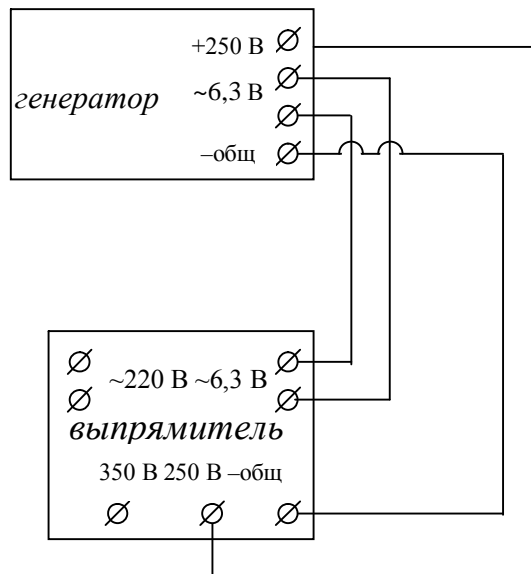 +250 В
генератор ~6,3 В
–общ
~220 В ~6,3 В
выпрямитель
350 В 250 В –общ